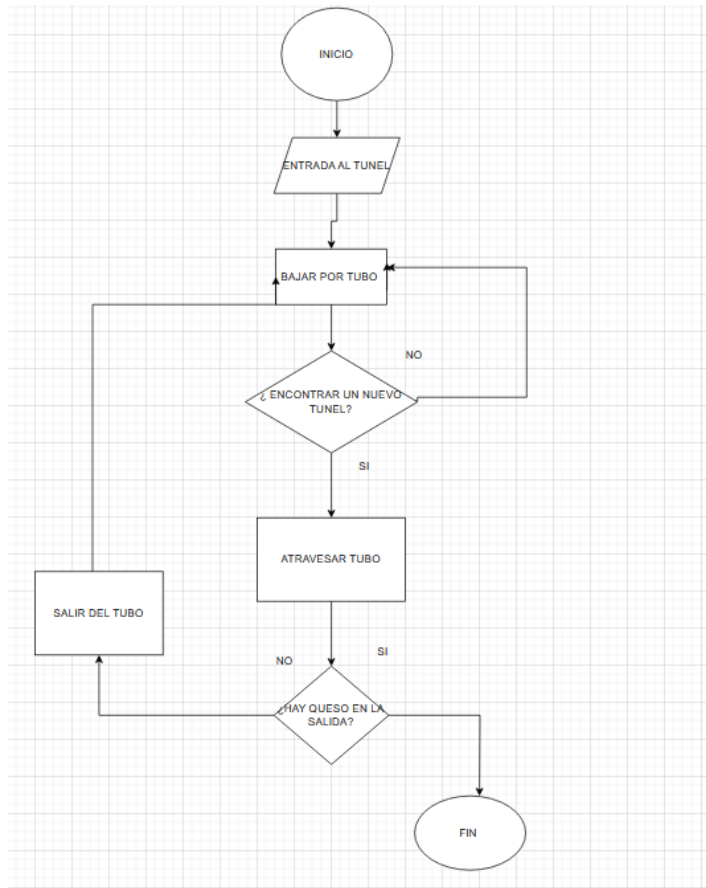 INICIO
ENTRADA AL TUNEL
BAJAR POR TUBO
NO
¿ ENCONTRAR UN NUEVO
TUNEL?
SI
ATRAVESAR TUBO
SALIR DEL TUBO
NO
SI
¿HAY QUESO EN LA
SALIDA?
FIN